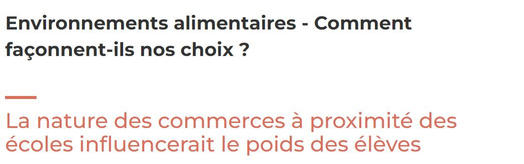 Environnements alimentaires - Comment
façonnent-ils nos choix ?
La nature des commerces à proximité des
écoles influencerait le poids des élèves